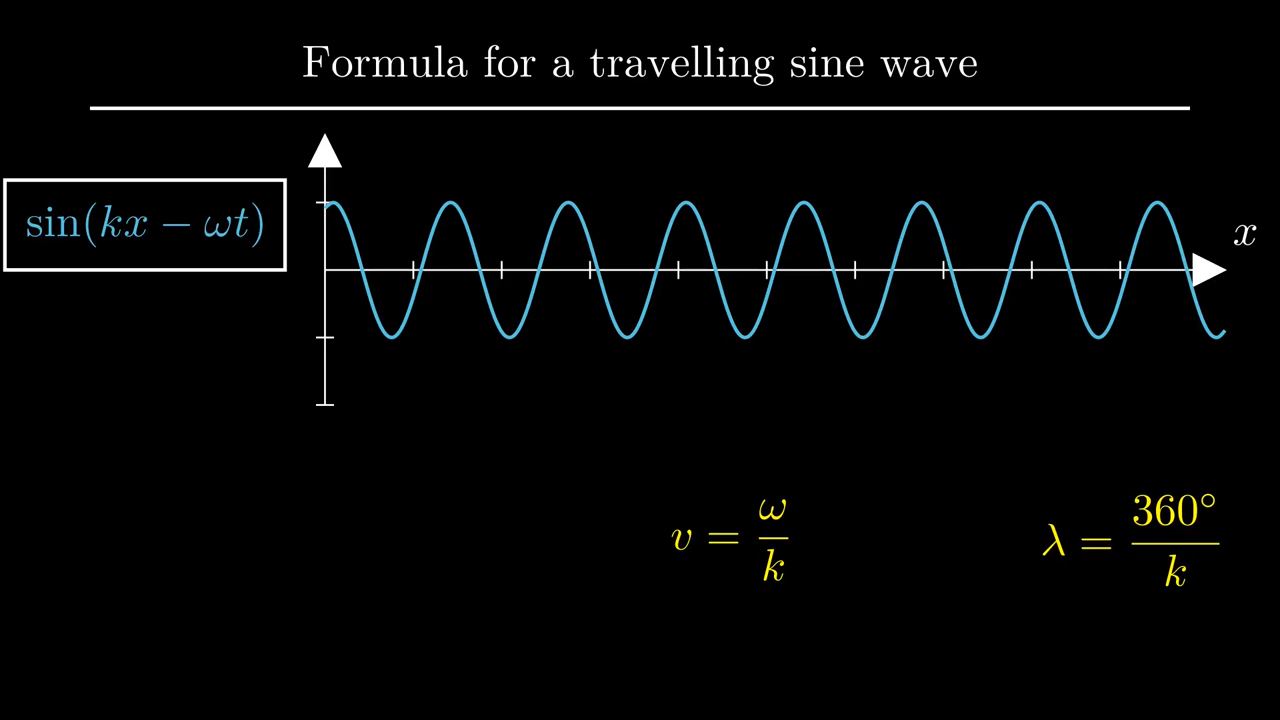 Formula for a travelling sine wave
sin(kx − ωt)
x
v = ω/k
λ = 360°/k